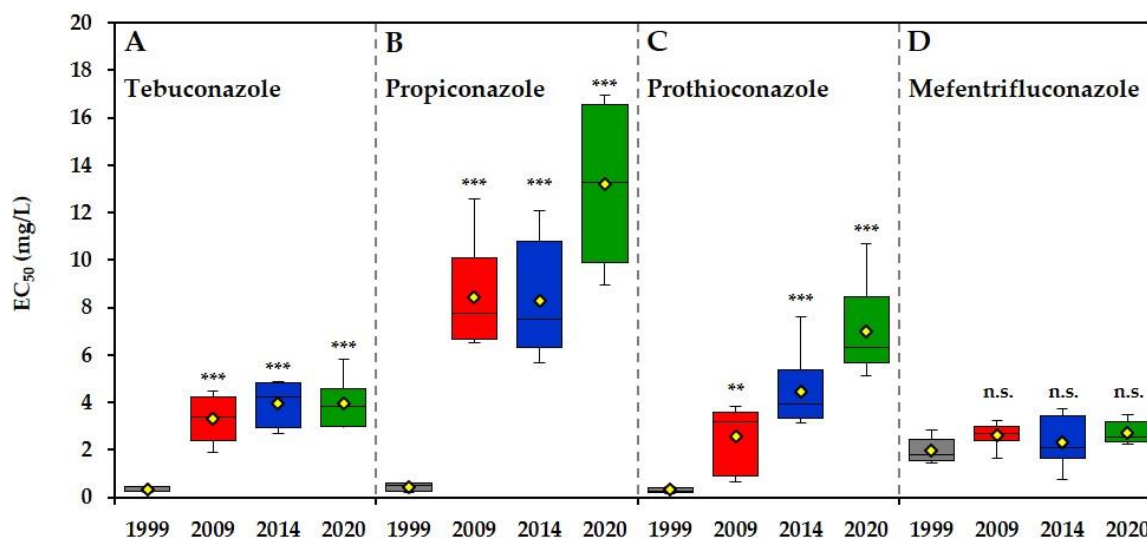 A
B
C
D
Tebuconazole
Propiconazole
Prothioconazole
Mefentrifluconazole
EC50 (mg/L)
20
18
16
14
12
10
8
6
4
2
0
***
***
***
***
***
***
**
***
***
n.s.
n.s.
n.s.
1999 2009 2014 2020 1999 2009 2014 2020 1999 2009 2014 2020 1999 2009 2014 2020